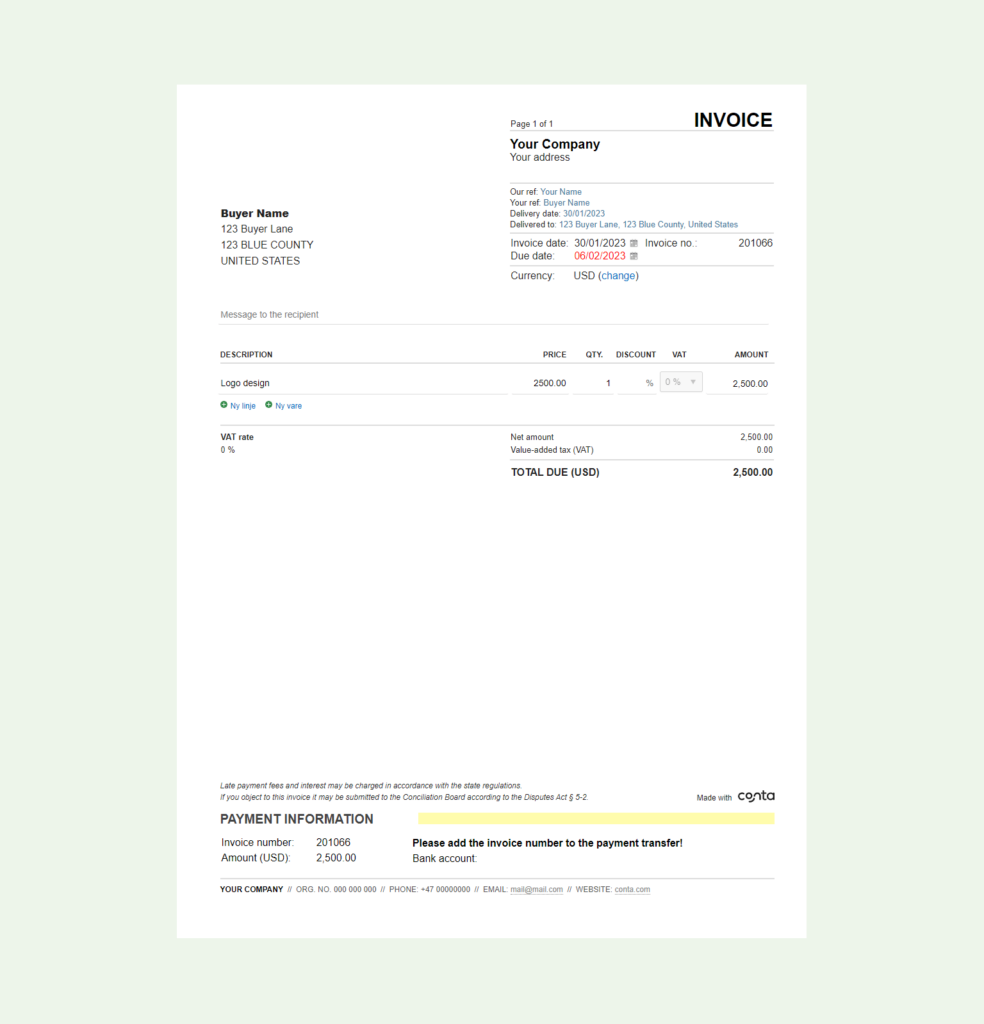 Page 1 of 1
INVOICE
Your Company
Your address
Our ref: Your Name
Your ref: Buyer Name
Delivery date: 30/01/2023
Delivered to: 123 Buyer Lane, 123 Blue County, United States
Buyer Name
123 Buyer Lane
123 BLUE COUNTY
UNITED STATES
Invoice date: 30/01/2023 Invoice no.: 201066
Due date: 06/02/2023
Currency: USD (change)
Message to the recipient
DESCRIPTION PRICE QTY. DISCOUNT VAT AMOUNT
Logo design 2500.00 1 % 0 % 2,500.00
Ny linje Ny vare
VAT rate
0 %
Net amount 2,500.00
Value-added tax (VAT) 0.00
TOTAL DUE (USD) 2,500.00
Late payment fees and interest may be charged in accordance with the state regulations.
If you object to this invoice it may be submitted to the Conciliation Board according to the Disputes Act § 5-2.
Made with conta
PAYMENT INFORMATION
Invoice number: 201066
Amount (USD): 2,500.00
Please add the invoice number to the payment transfer!
Bank account:
YOUR COMPANY // ORG. NO. 000 000 000 // PHONE: +47 00000000 // EMAIL: mail@mail.com // WEBSITE: conta.com